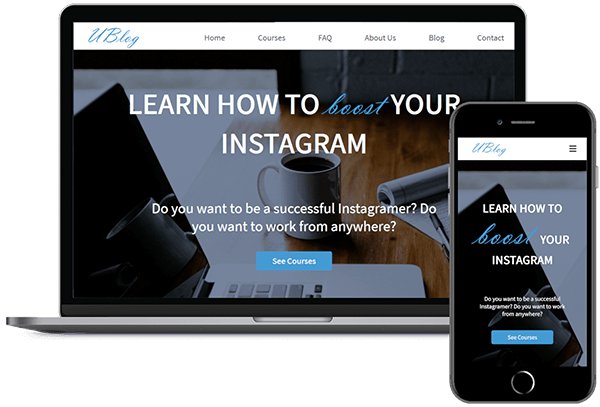 UBlog
Home Courses FAQ About Us Blog Contact
LEARN HOW TO boost YOUR
INSTAGRAM
Do you want to be a successful Instagramer? Do
you want to work from anywhere?
See Courses
UBlog
LEARN HOW TO
boost YOUR
INSTAGRAM
Do you want to be a successful
Instagramer? Do you want to work
from anywhere?
See Courses